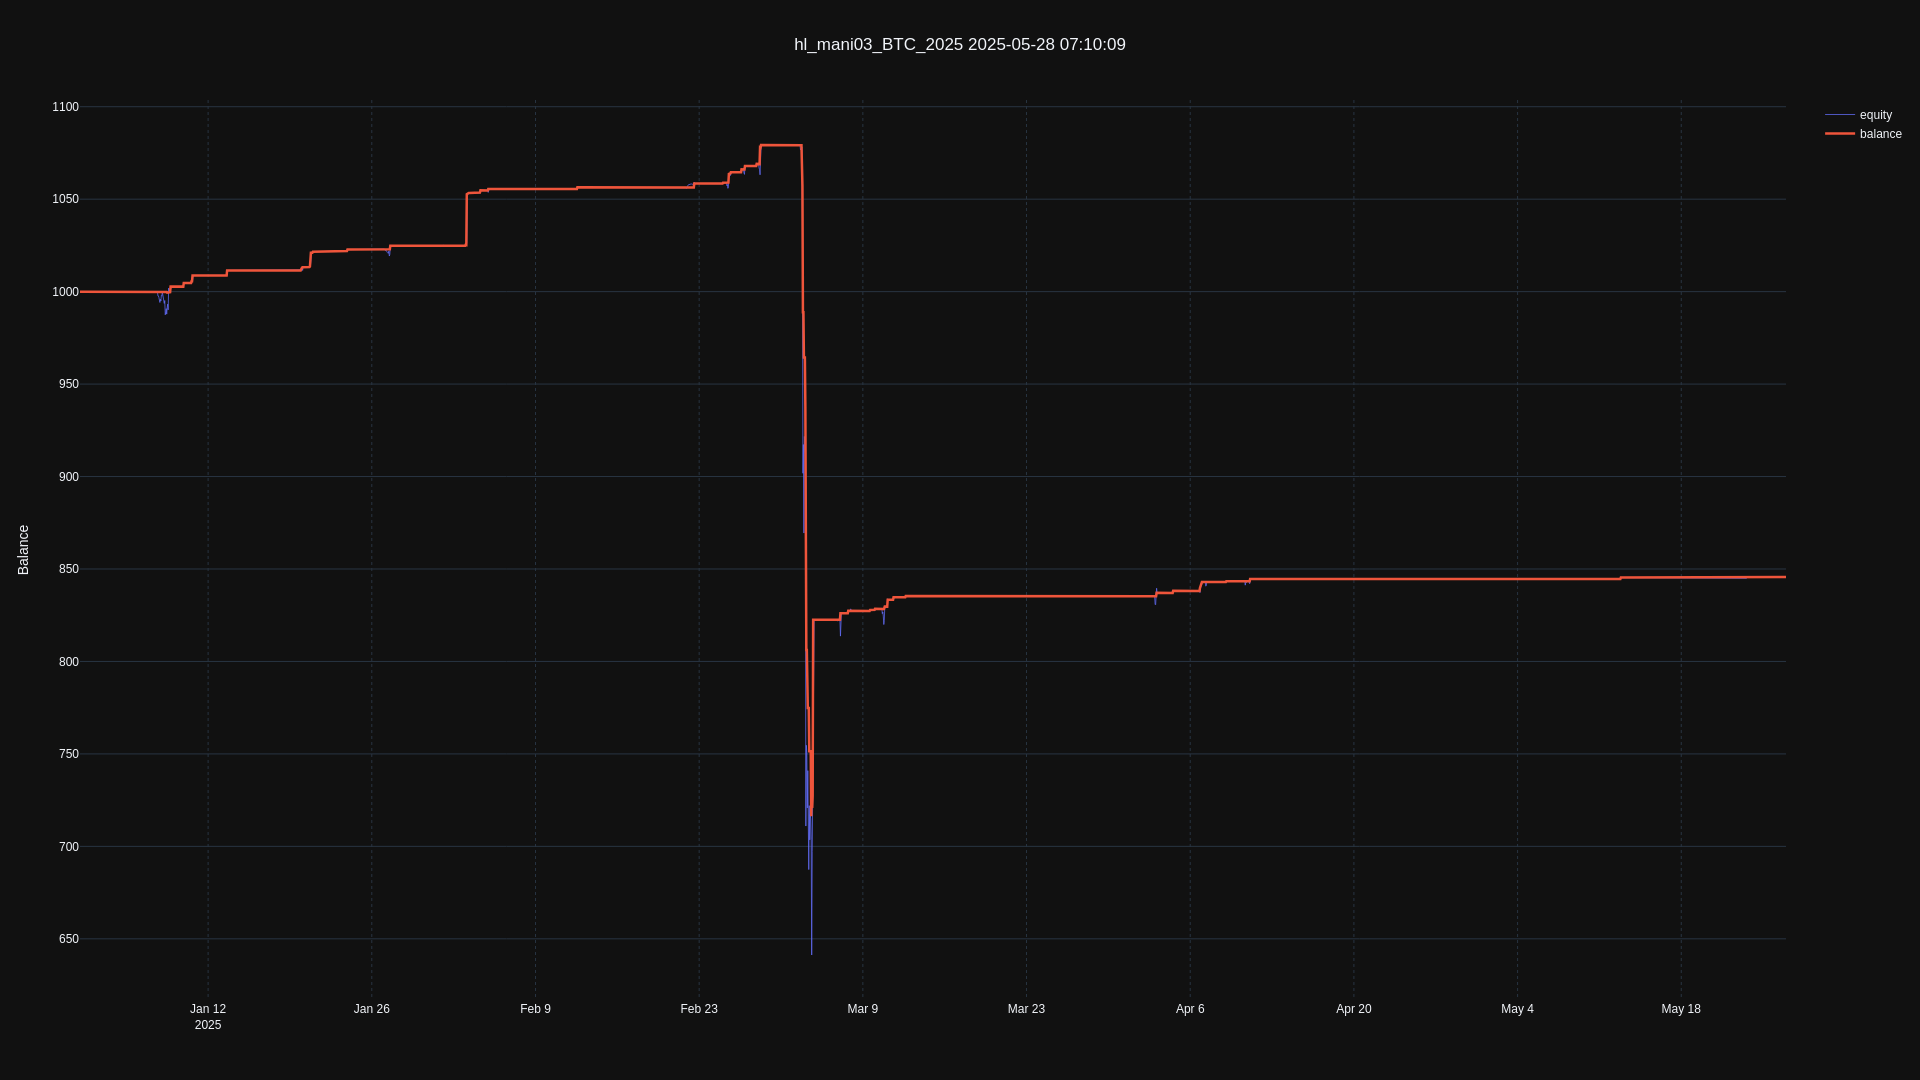 hl_mani03_BTC_2025 2025-05-28 07:10:09
1100
1050
1000
950
900
850
800
750
700
650
Balance
equity
balance
Jan 12
2025
Jan 26
Feb 9
Feb 23
Mar 9
Mar 23
Apr 6
Apr 20
May 4
May 18